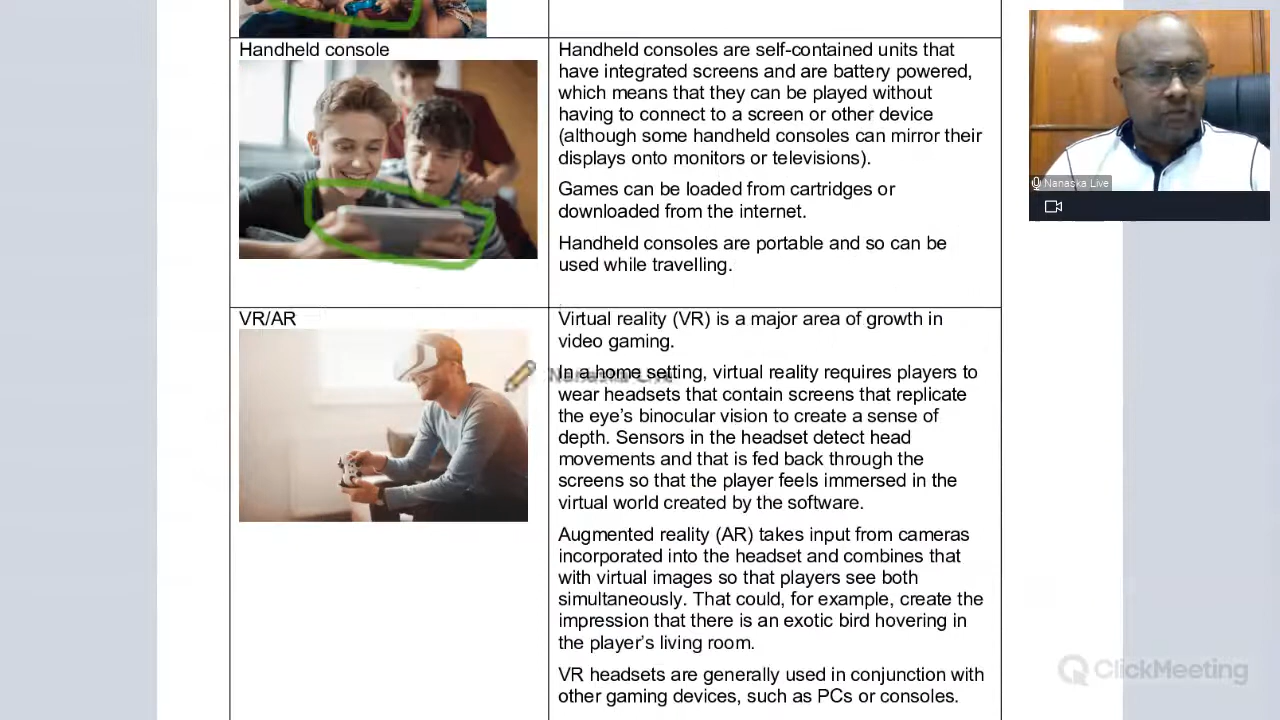 Handheld console
Handheld consoles are self-contained units that
have integrated screens and are battery powered,
which means that they can be played without
having to connect to a screen or other device
(although some handheld consoles can mirror their
displays onto monitors or televisions).
Games can be loaded from cartridges or
downloaded from the internet.
Handheld consoles are portable and so can be
used while travelling.
VR/AR
Virtual reality (VR) is a major area of growth in
video gaming.
In a home setting, virtual reality requires players to
wear headsets that contain screens that replicate
the eye's binocular vision to create a sense of
depth. Sensors in the headset detect head
movements and that is fed back through the
screens so that the player feels immersed in the
virtual world created by the software.
Augmented reality (AR) takes input from cameras
incorporated into the headset and combines that
with virtual images so that players see both
simultaneously. That could, for example, create the
impression that there is an exotic bird hovering in
the player's living room.
VR headsets are generally used in conjunction with
other gaming devices, such as PCs or consoles.
Nanaska Live
Nanaska Live
ClickMeeting